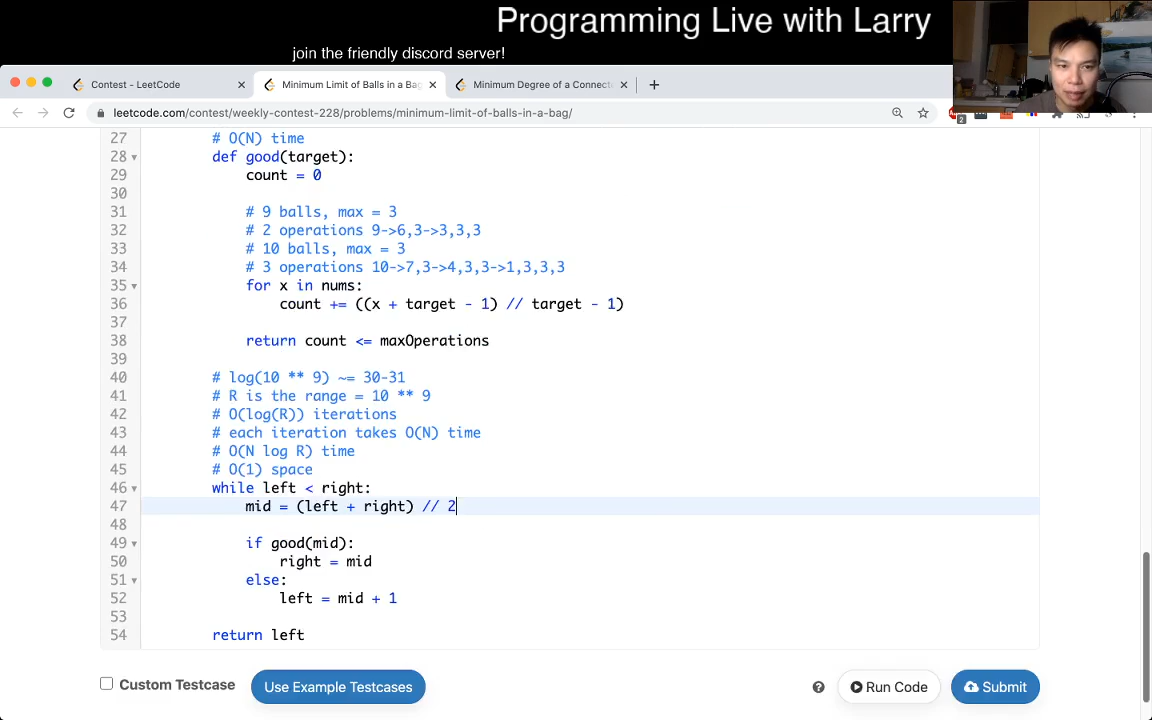 Programming Live with Larry
join the friendly discord server!
Contest - LeetCode
Minimum Limit of Balls in a Bag
Minimum Degree of a Connecte
leetcode.com/contest/weekly-contest-228/problems/minimum-limit-of-balls-in-a-bag/
2
27 # O(N) time
28 def good(target):
29 count = 0
30
31 # 9 balls, max = 3
32 # 2 operations 9->6,3->3,3,3
33 # 10 balls, max = 3
34 # 3 operations 10->7,3->4,3,3->1,3,3,3
35 for x in nums:
36 count += ((x + target - 1) // target - 1)
37
38 return count <= maxOperations
39
40 # log(10 ** 9) ~= 30-31
41 # R is the range = 10 ** 9
42 # O(log(R)) iterations
43 # each iteration takes O(N) time
44 # O(N log R) time
45 # O(1) space
46 while left < right:
47 mid = (left + right) // 2
48
49 if good(mid):
50 right = mid
51 else:
52 left = mid + 1
53
54 return left
Custom Testcase
Use Example Testcases
? Run Code
Submit